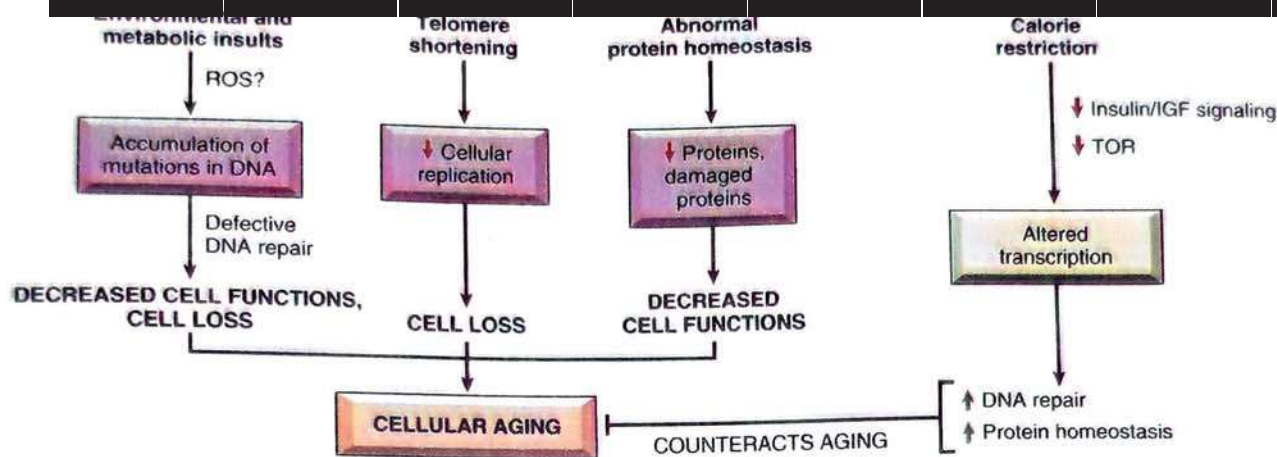 Environmental and
metabolic insults
ROS?
Accumulation of
mutations in DNA
Defective
DNA repair
DECREASED CELL FUNCTIONS,
CELL LOSS
Telomere
shortening
↓ Cellular
replication
CELL LOSS
Abnormal
protein homeostasis
↓ Proteins,
damaged
proteins
DECREASED
CELL FUNCTIONS
Calorie
restriction
↓ Insulin/IGF signaling
↓ TOR
Altered
transcription
↑ DNA repair
↑ Protein homeostasis
COUNTERACTS AGING
CELLULAR AGING